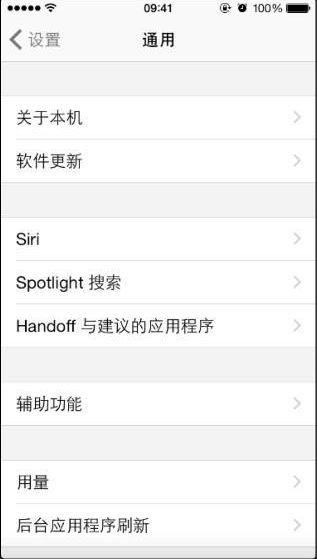 09:41 100%
设置 通用
关于本机
软件更新
Siri
Spotlight 搜索
Handoff 与建议的应用程序
辅助功能
用量
后台应用程序刷新